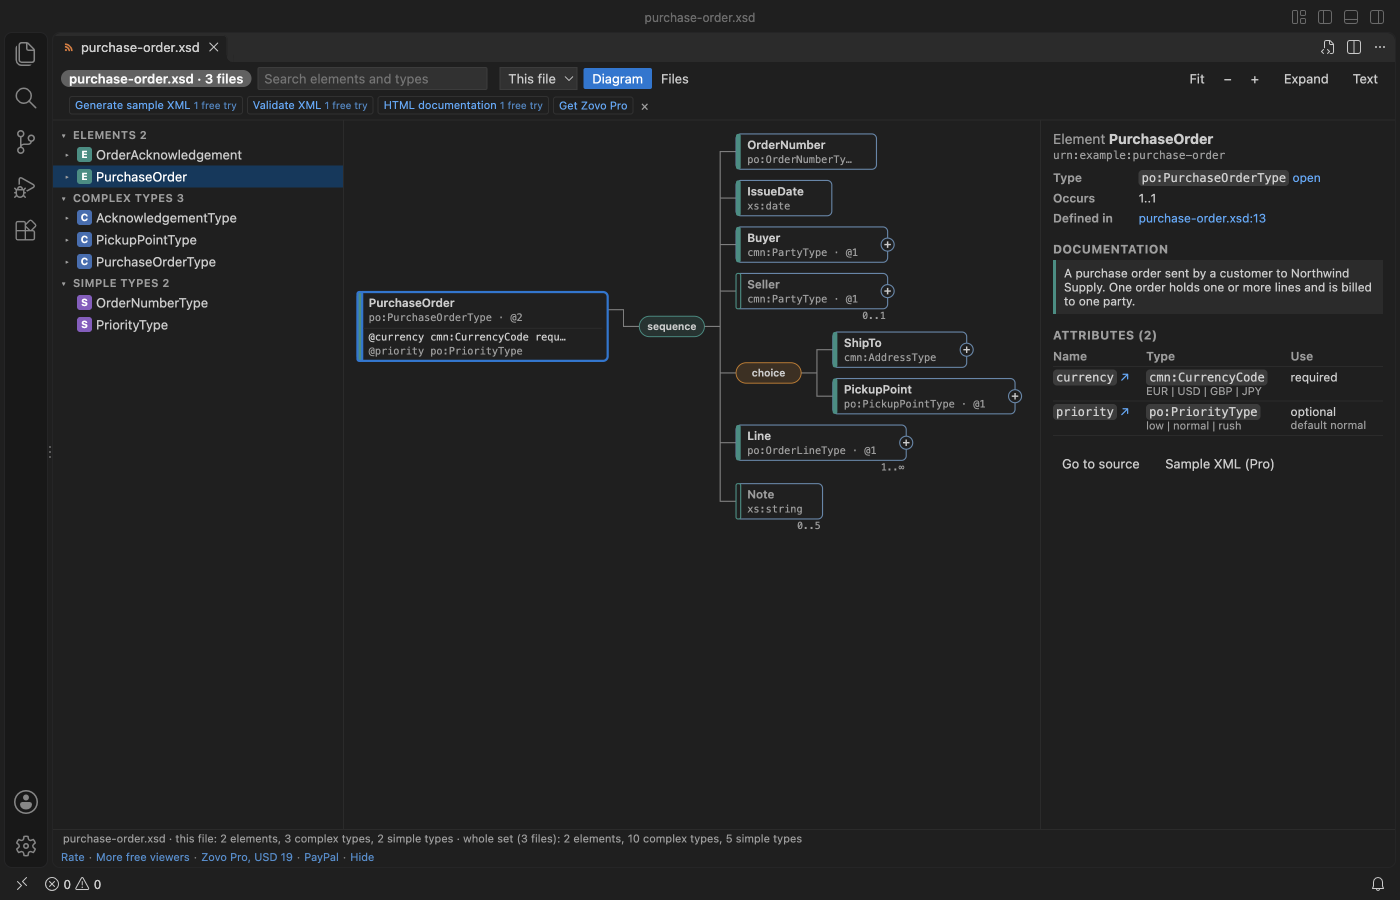 purchase-order.xsd
purchase-order.xsd
purchase-order.xsd · 3 files
Search elements and types
This file
Diagram
Files
Fit
−
+
Expand
Text
Generate sample XML 1 free try
Validate XML 1 free try
HTML documentation 1 free try
Get Zovo Pro
×
ELEMENTS 2
E OrderAcknowledgement
E PurchaseOrder
COMPLEX TYPES 3
C AcknowledgementType
C PickupPointType
C PurchaseOrderType
SIMPLE TYPES 2
S OrderNumberType
S PriorityType
PurchaseOrder
po:PurchaseOrderType · @2
@currency cmn:CurrencyCode requ…
@priority po:PriorityType
sequence
OrderNumber
po:OrderNumberTy…
IssueDate
xs:date
Buyer
cmn:PartyType · @1
Seller
cmn:PartyType · @1
0..1
choice
ShipTo
cmn:AddressType
PickupPoint
po:PickupPointType · @1
Line
po:OrderLineType · @1
1..∞
Note
xs:string
0..5
Element PurchaseOrder
urn:example:purchase-order
Type po:PurchaseOrderType open
Occurs 1..1
Defined in purchase-order.xsd:13
DOCUMENTATION
A purchase order sent by a customer to Northwind
Supply. One order holds one or more lines and is billed
to one party.
ATTRIBUTES (2)
Name Type Use
currency ↗ cmn:CurrencyCode required
EUR | USD | GBP | JPY
priority ↗ po:PriorityType optional
low | normal | rush default normal
Go to source
Sample XML (Pro)
purchase-order.xsd · this file: 2 elements, 3 complex types, 2 simple types · whole set (3 files): 2 elements, 10 complex types, 5 simple types
Rate · More free viewers · Zovo Pro, USD 19 · PayPal · Hide
0 0